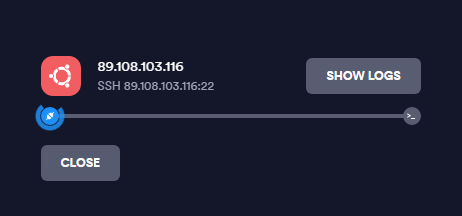 89.108.103.116
SSH 89.108.103.116:22
SHOW LOGS
>_
CLOSE